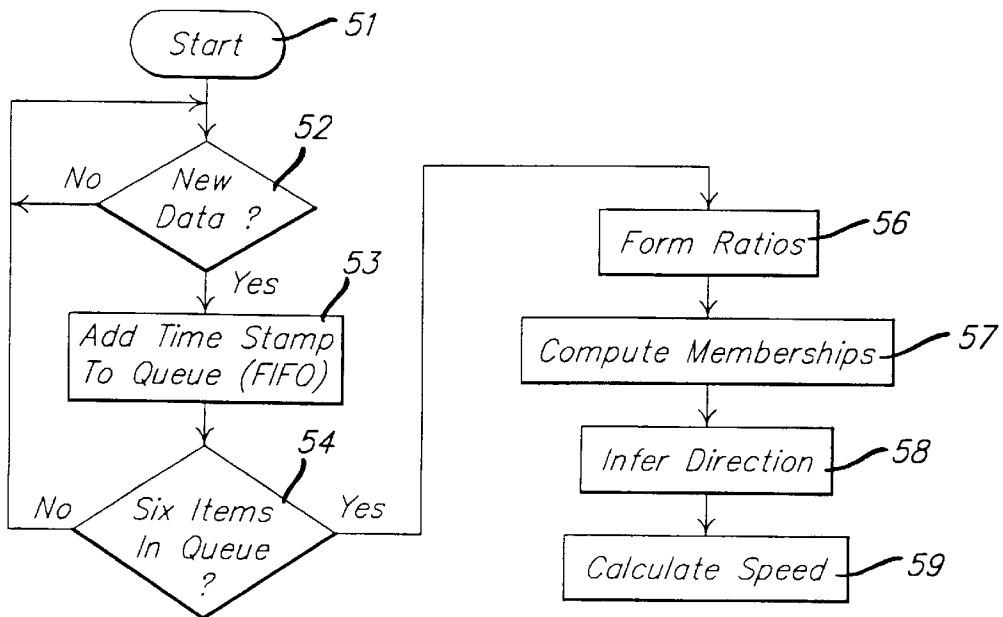 Start
51
52
No
New
Data ?
Yes
53
Add Time Stamp
To Queue (FIFO)
54
No
Six Items
In Queue
?
Yes
Form Ratios
56
Compute Memberships
57
Infer Direction
58
Calculate Speed
59